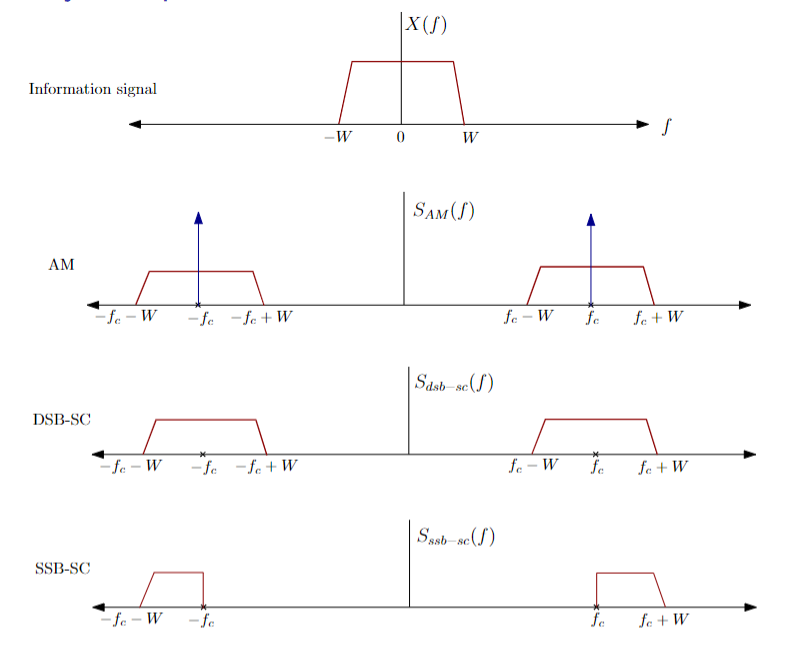 X(f)
Information signal
−W 0 W f
S_{AM}(f)
AM
−f_c − W −f_c −f_c + W f_c − W f_c f_c + W
S_{dsb−sc}(f)
DSB-SC
−f_c − W −f_c −f_c + W f_c − W f_c f_c + W
S_{ssb−sc}(f)
SSB-SC
−f_c − W −f_c f_c f_c + W